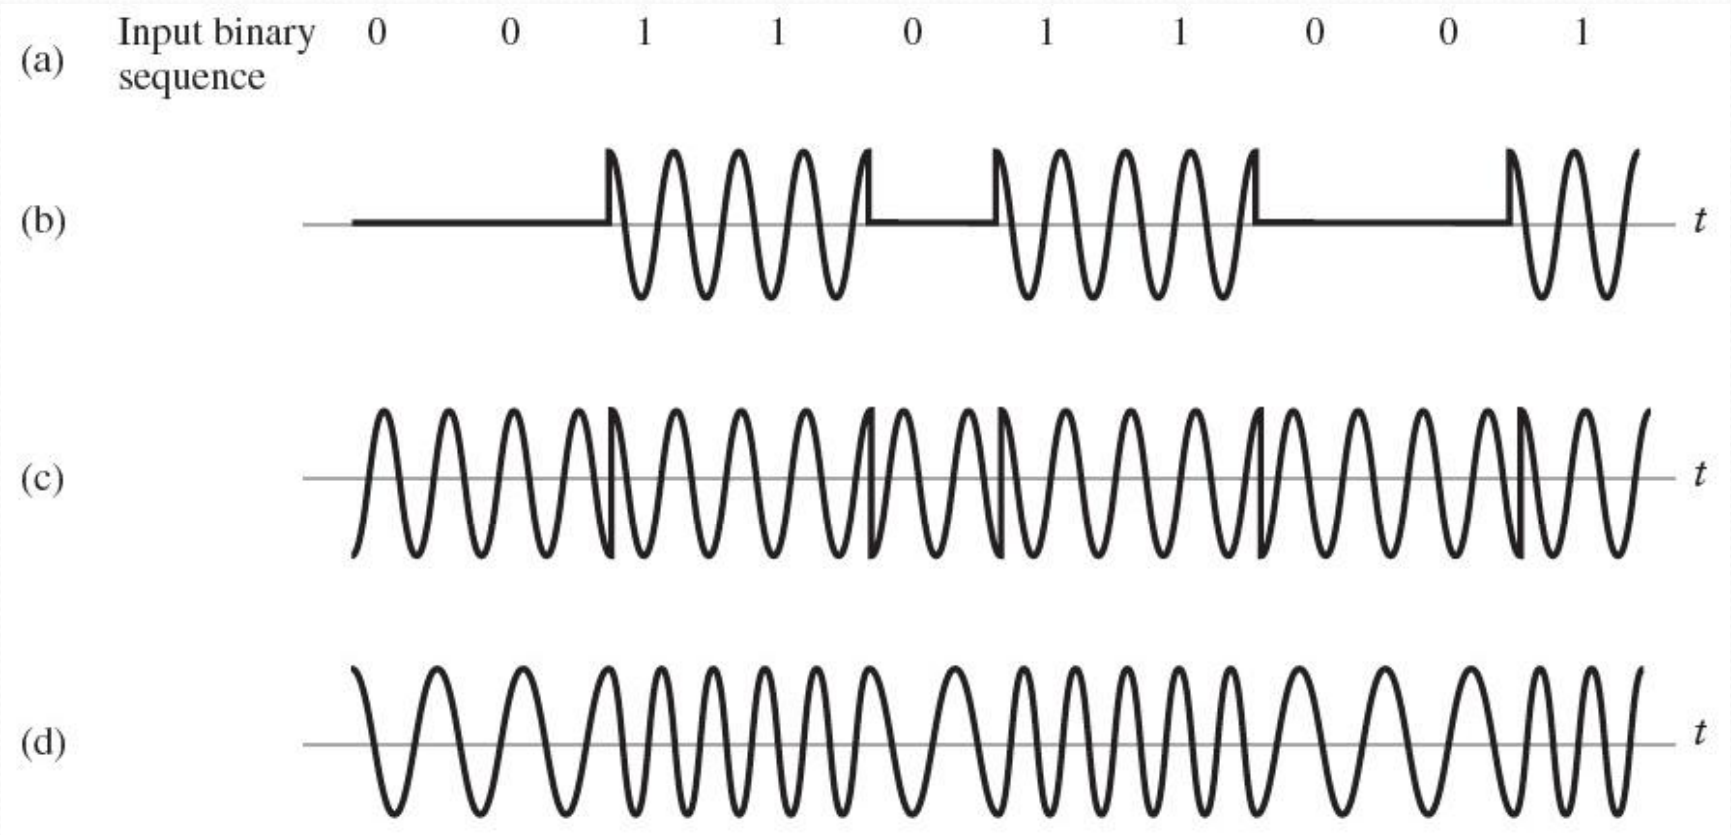 (a) Input binary sequence 0 0 1 1 0 1 1 0 0 1
(b) t
(c) t
(d) t